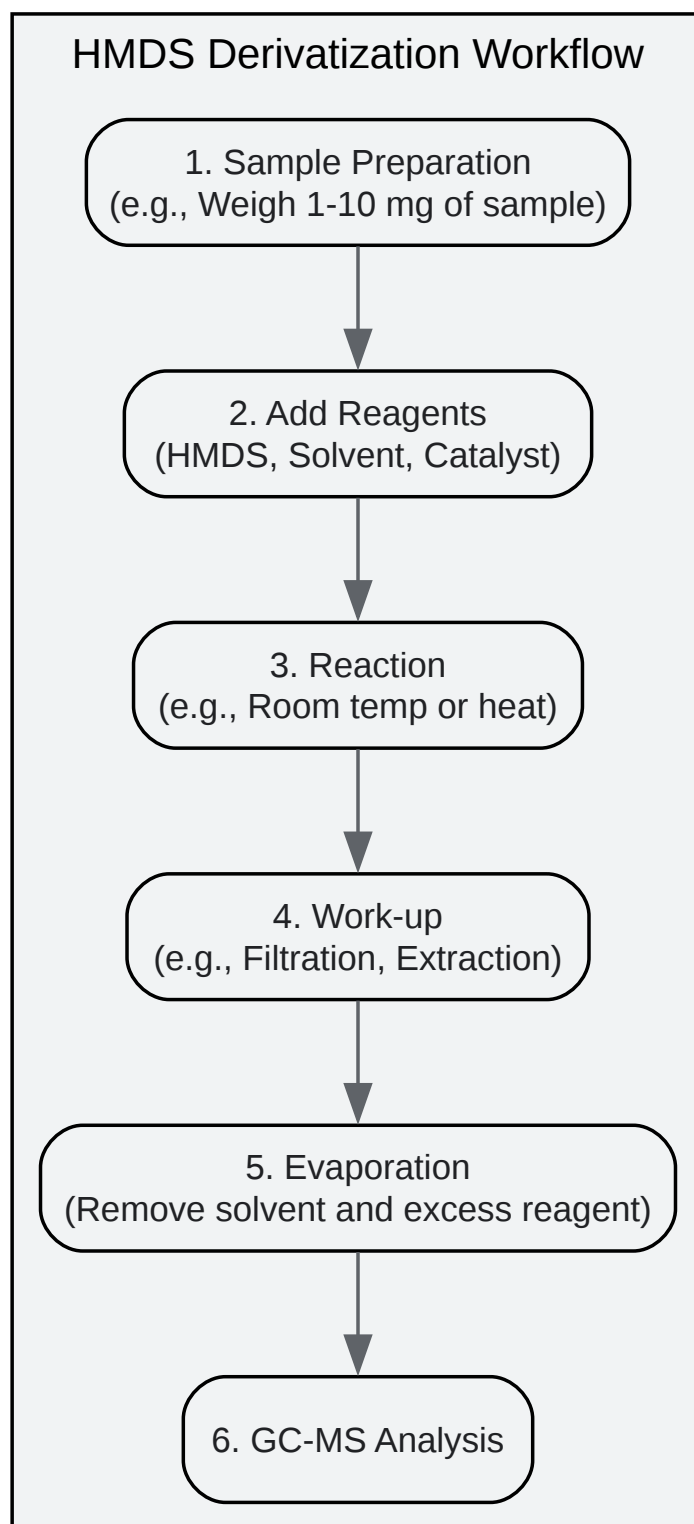 HMDS Derivatization Workflow
1. Sample Preparation
(e.g., Weigh 1-10 mg of sample)
2. Add Reagents
(HMDS, Solvent, Catalyst)
3. Reaction
(e.g., Room temp or heat)
4. Work-up
(e.g., Filtration, Extraction)
5. Evaporation
(Remove solvent and excess reagent)
6. GC-MS Analysis